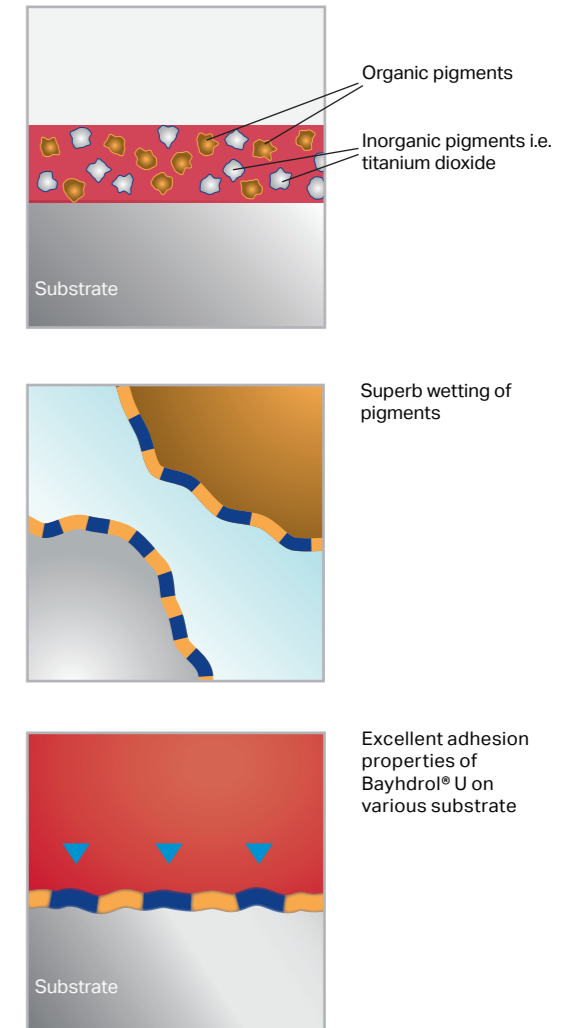 Organic pigments
Inorganic pigments i.e.
titanium dioxide
Substrate
Superb wetting of
pigments
Excellent adhesion
properties of
Bayhdrol® U on
various substrate
Substrate